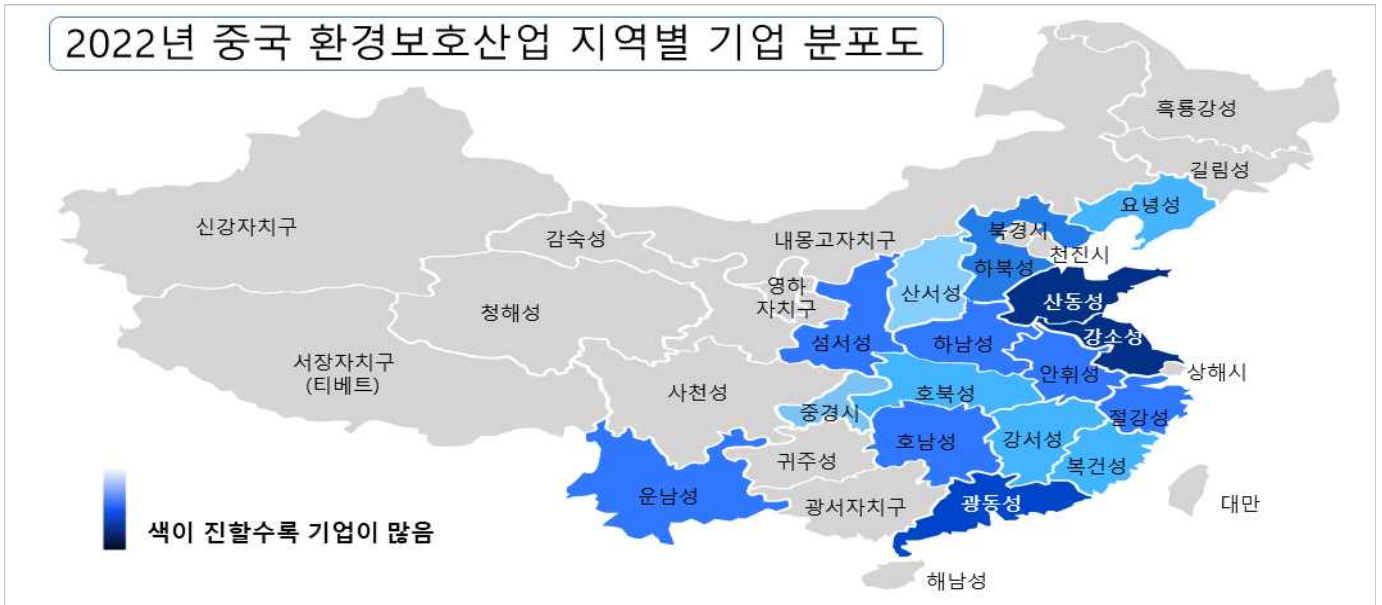 2022년 중국 환경보호산업 지역별 기업 분포도
흑룡강성
길림성
요녕성
신강자치구
감숙성
내몽고자치구
북경시
천진시
하북성
영하
자치구
산서성
산동성
청해성
강소성
섬서성
하남성
서장자치구
(티베트)
안휘성
상해시
사천성
호북성
중경시
절강성
호남성
강서성
귀주성
복건성
운남성
광서자치구
광동성
대만
색이 진할수록 기업이 많음
해남성